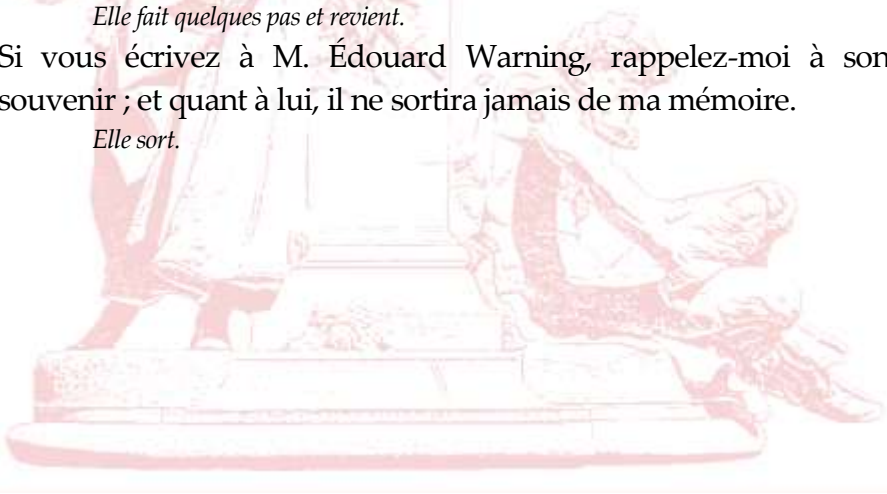 Elle fait quelques pas et revient.
Si vous écrivez à M. Édouard Warning, rappelez-moi à son
souvenir ; et quant à lui, il ne sortira jamais de ma mémoire.
Elle sort.